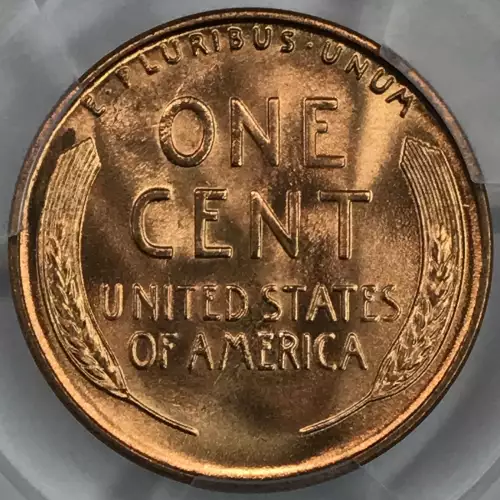 E · PLURIBUS · UNUM
ONE
CENT
UNITED STATES
OF AMERICA